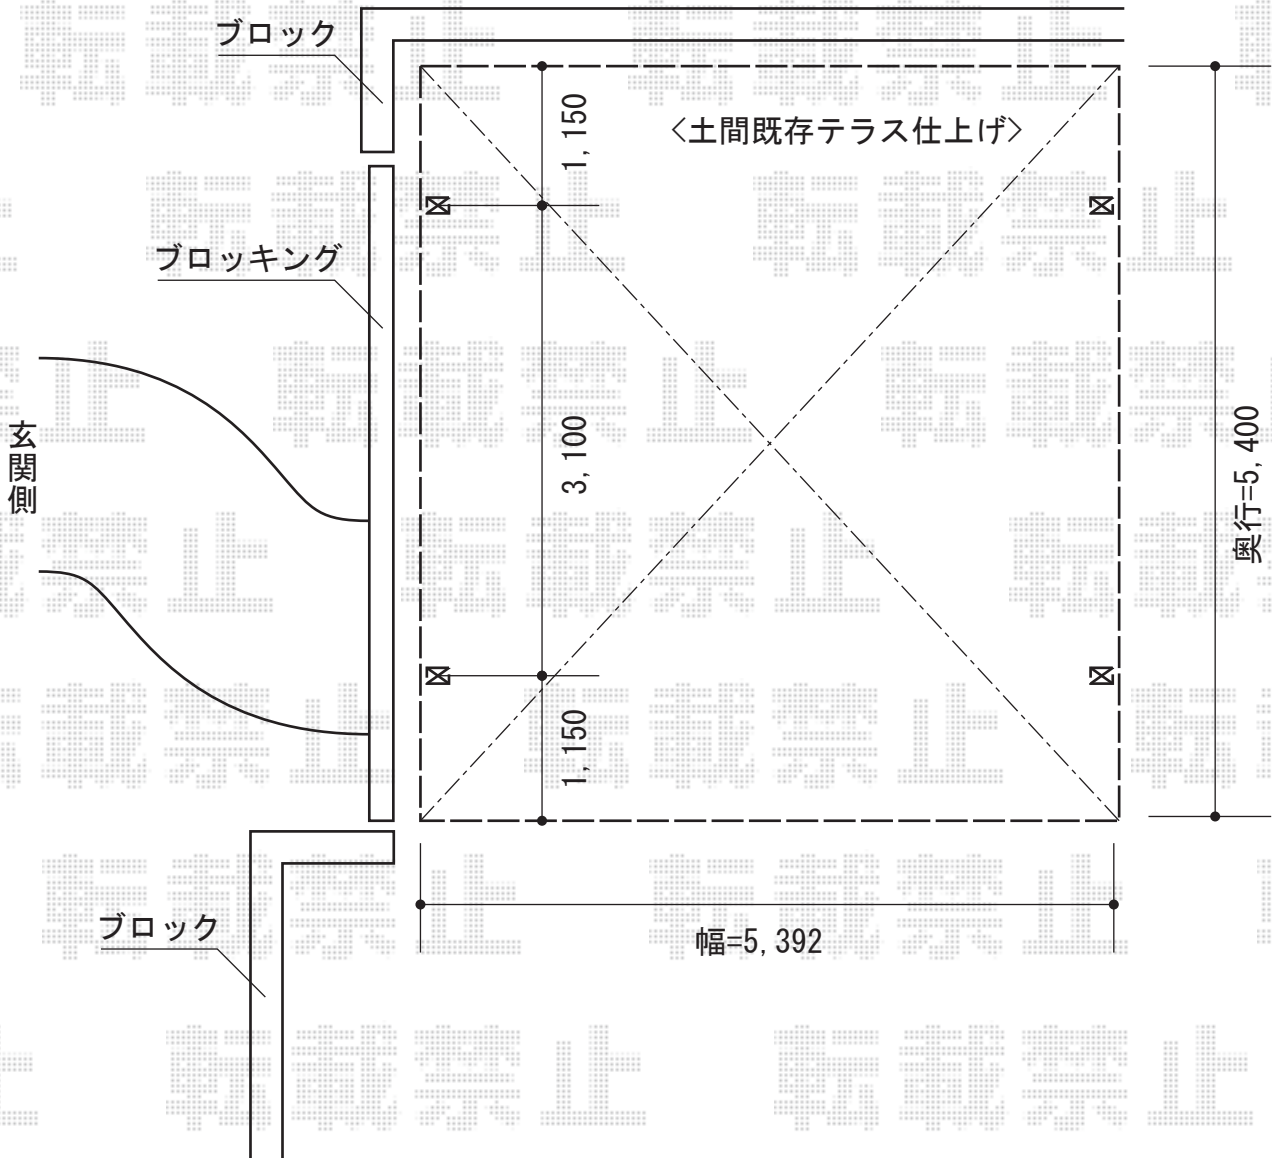 ブロック
1,150
<土間既存テラス仕上げ>
ブロッキング
3,100
玄関側
奥行=5,400
1,150
ブロック
幅=5,392
転載禁止